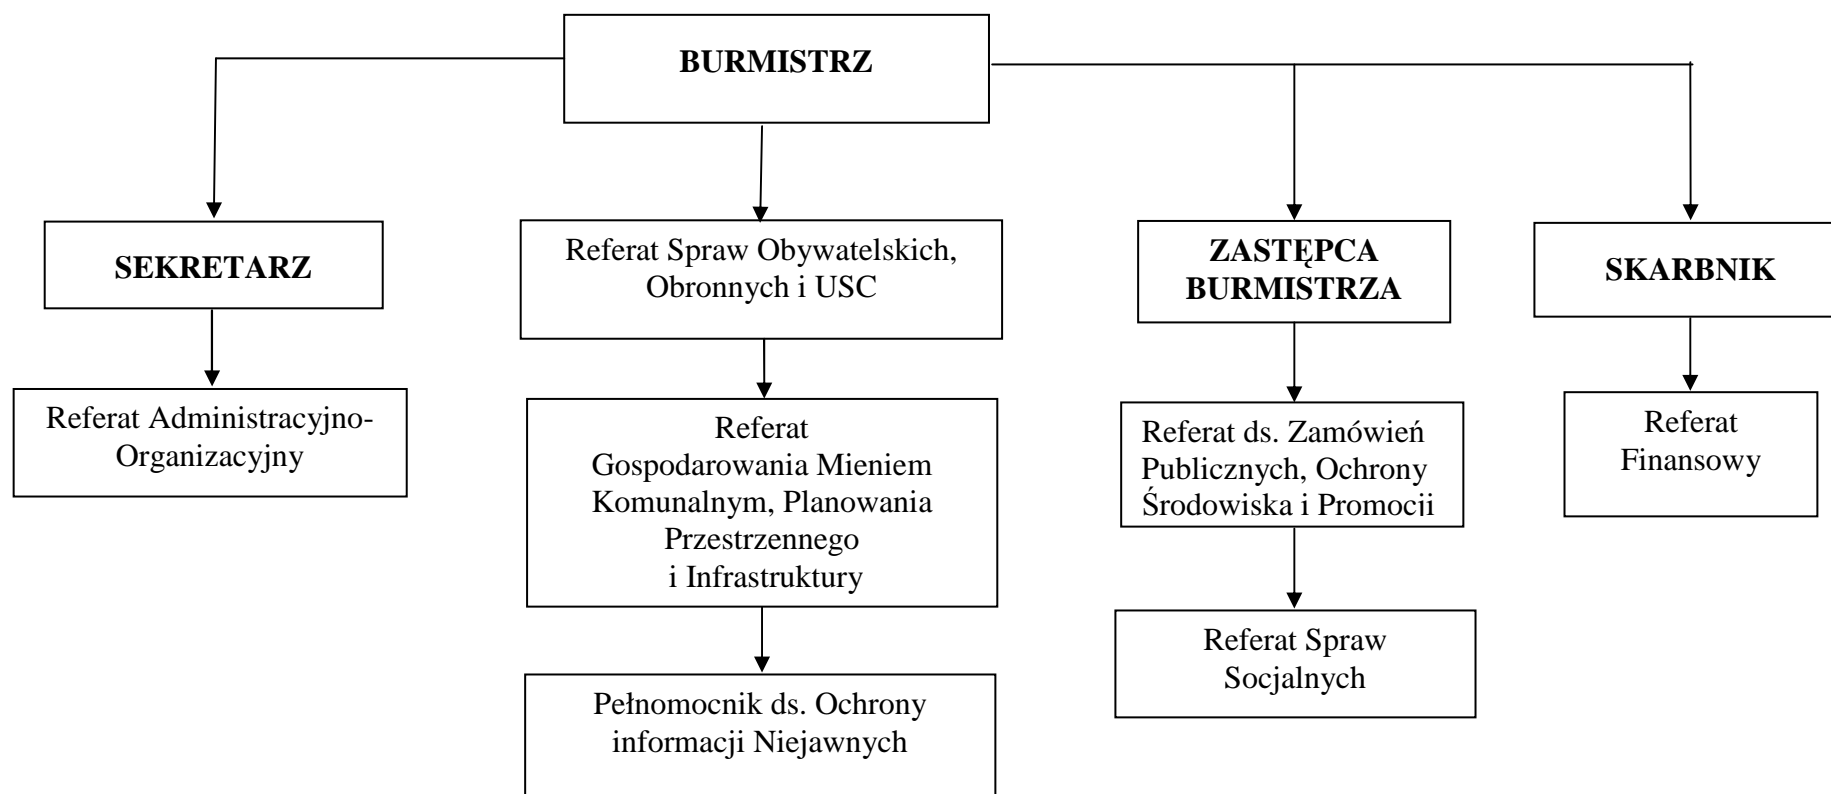 BURMISTRZ
SEKRETARZ
Referat Spraw Obywatelskich,
Obronnych i USC
ZASTĘPCA
BURMISTRZA
SKARBNIK
Referat Administracyjno-
Organizacyjny
Referat
Gospodarowania Mieniem
Komunalnym, Planowania
Przestrzennego
i Infrastruktury
Referat ds. Zamówień
Publicznych, Ochrony
Środowiska i Promocji
Referat
Finansowy
Pełnomocnik ds. Ochrony
informacji Niejawnych
Referat Spraw
Socjalnych